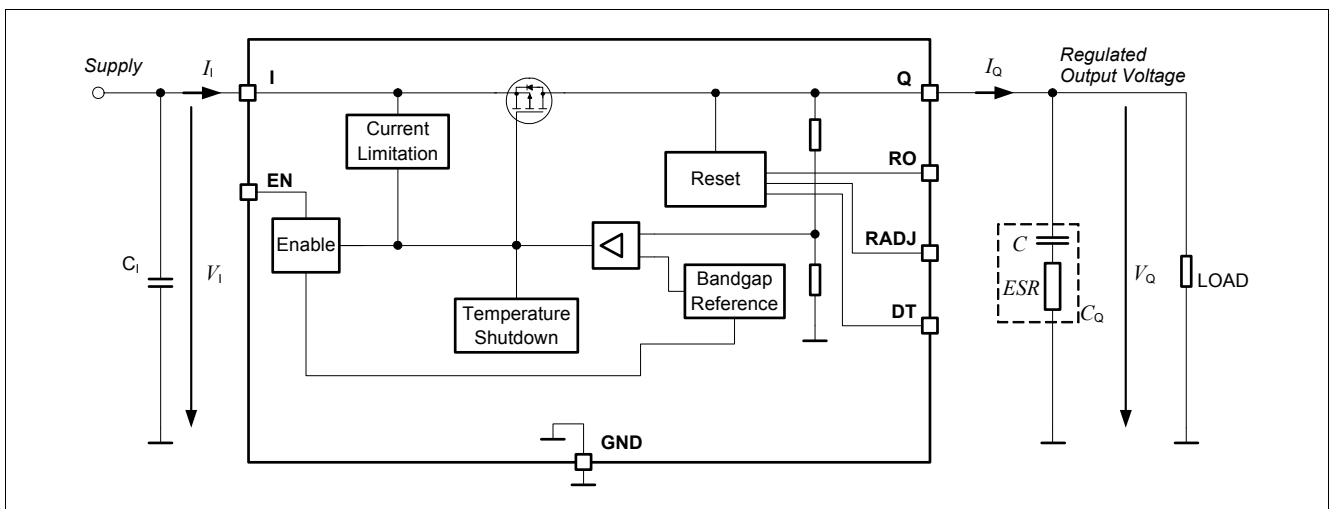 Supply
I_I
I
Q
I_Q
Regulated
Output Voltage
Current
Limitation
EN
Reset
RO
Enable
RADJ
C_I
V_I
Bandgap
Reference
Temperature
Shutdown
DT
C
ESR
C_Q
V_Q
LOAD
GND